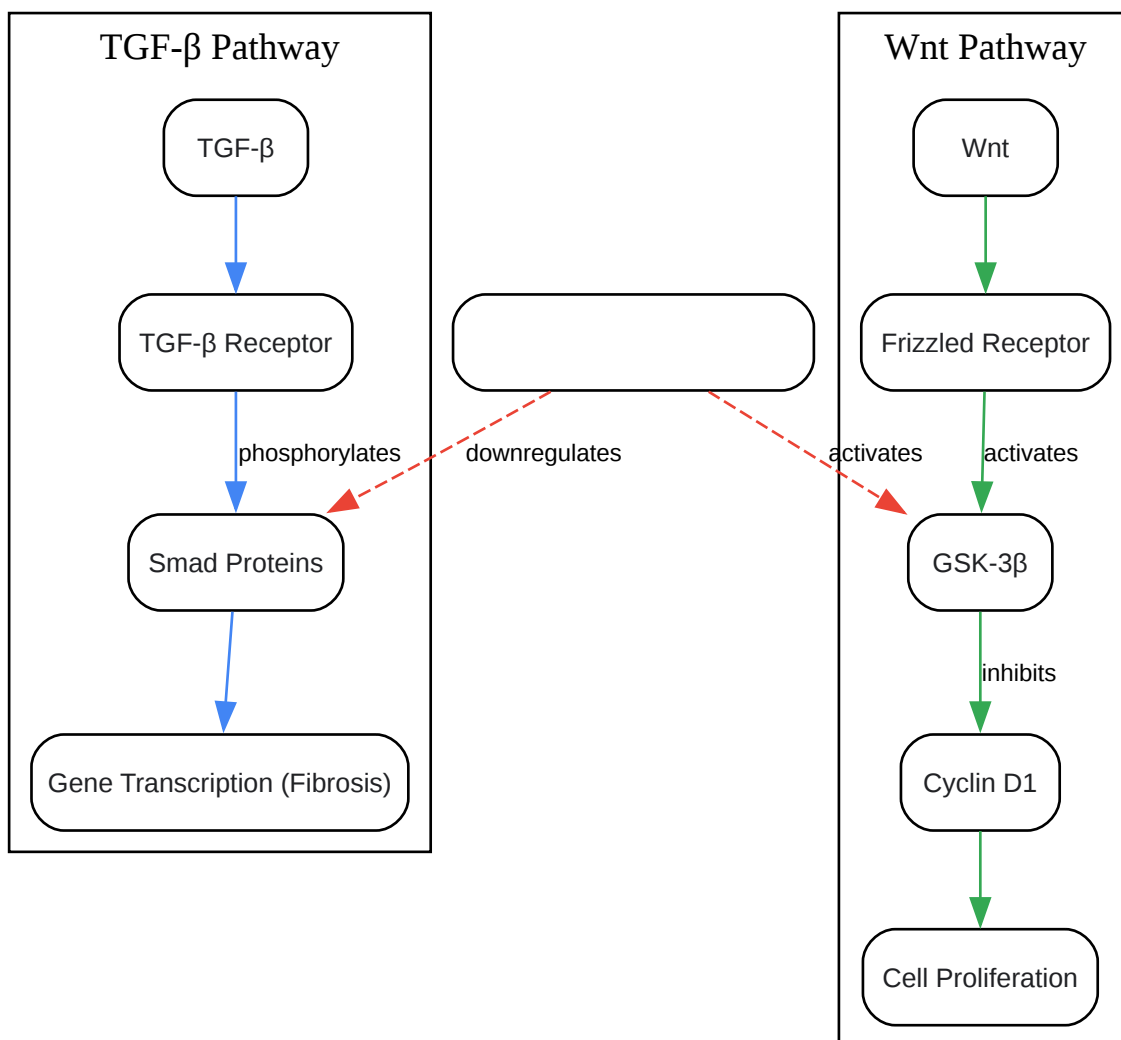 TGF-β Pathway
TGF-β
TGF-β Receptor
phosphorylates
Smad Proteins
Gene Transcription (Fibrosis)
downregulates
activates
Wnt Pathway
Wnt
Frizzled Receptor
activates
GSK-3β
inhibits
Cyclin D1
Cell Proliferation